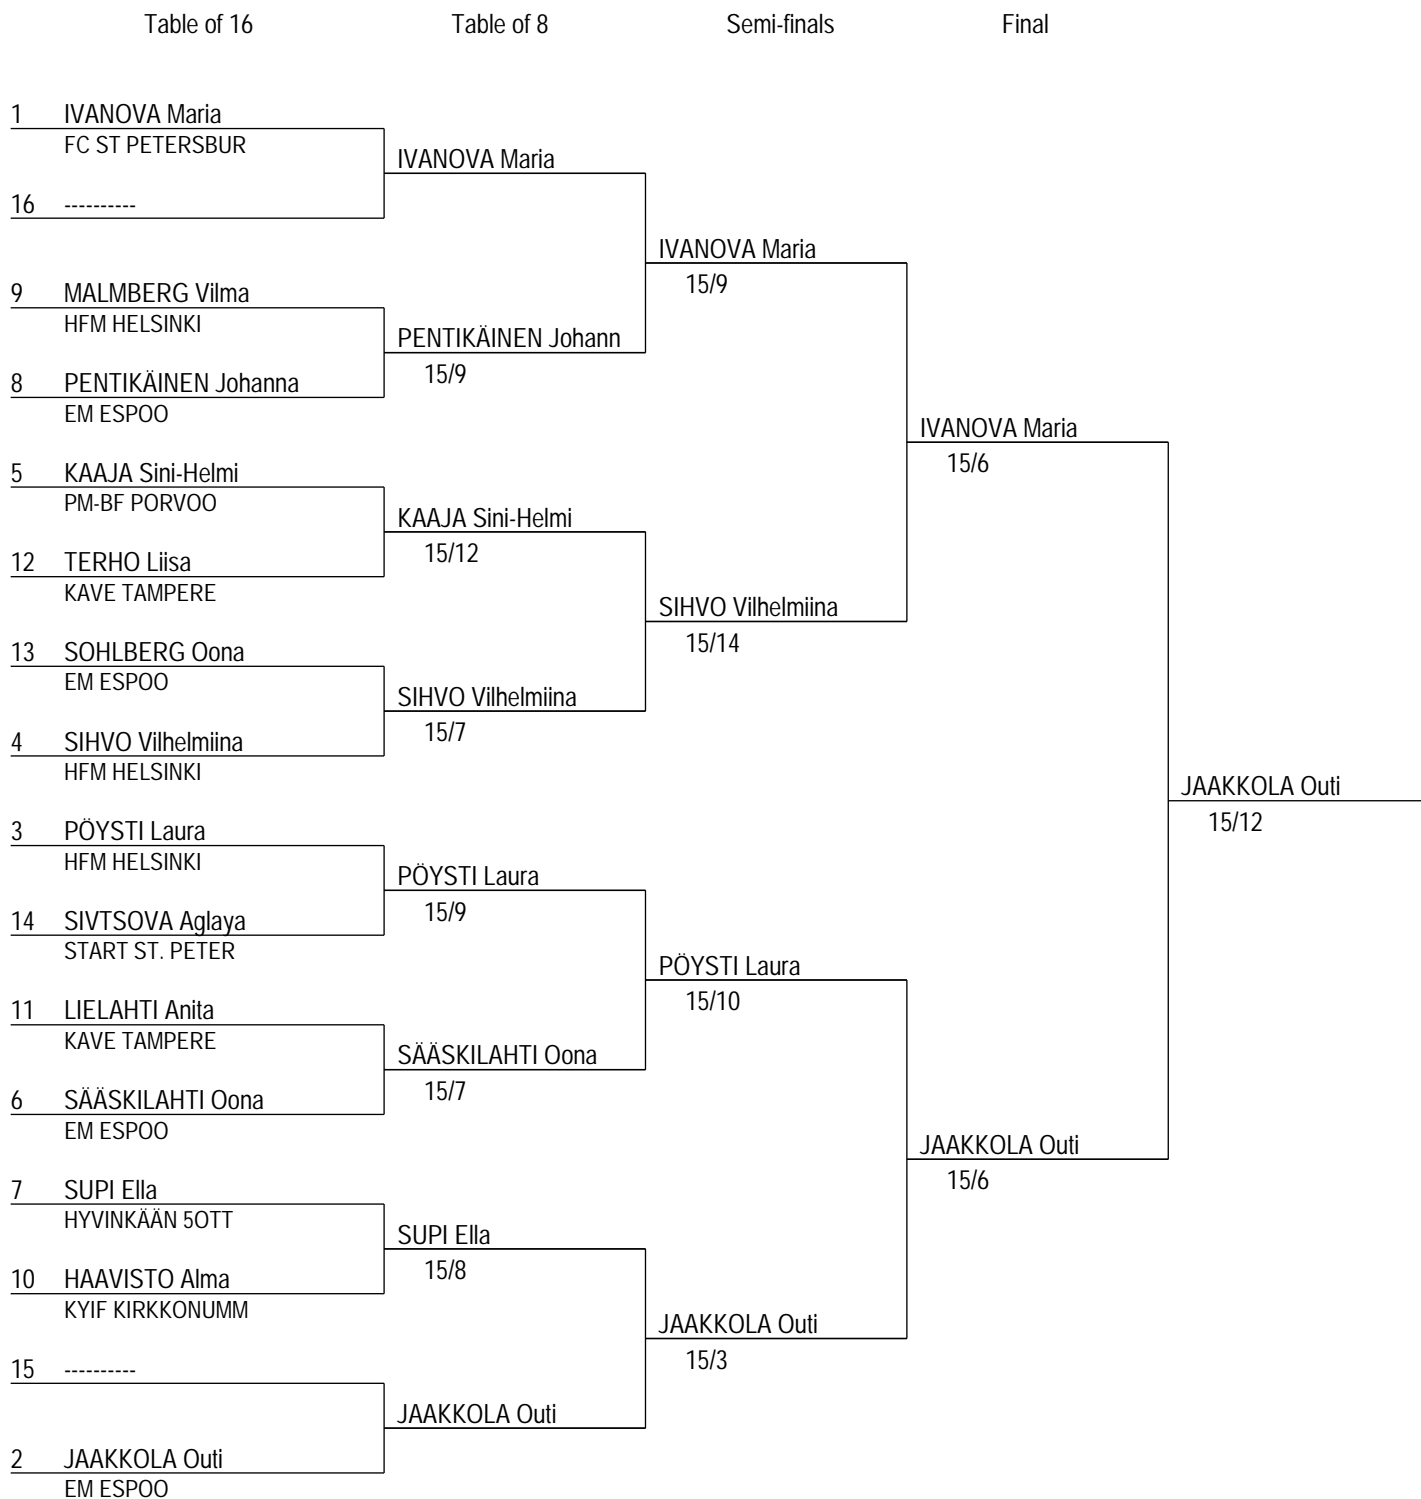 Table of 16 Table of 8 Semi-finals Final
1 IVANOVA Maria
FC ST PETERSBUR
IVANOVA Maria
16 ----------
IVANOVA Maria
15/9
9 MALMBERG Vilma
HFM HELSINKI
PENTIKÄINEN Johann
15/9
8 PENTIKÄINEN Johanna
EM ESPOO
IVANOVA Maria
15/6
5 KAAJA Sini-Helmi
PM-BF PORVOO
KAAJA Sini-Helmi
15/12
12 TERHO Liisa
KAVE TAMPERE
SIHVO Vilhelmiina
15/14
13 SOHLBERG Oona
EM ESPOO
SIHVO Vilhelmiina
15/7
4 SIHVO Vilhelmiina
HFM HELSINKI
JAAKKOLA Outi
15/12
3 PÖYSTI Laura
HFM HELSINKI
PÖYSTI Laura
15/9
14 SIVTSOVA Aglaya
START ST. PETER
PÖYSTI Laura
15/10
11 LIELAHTI Anita
KAVE TAMPERE
SÄÄSKILAHTI Oona
15/7
6 SÄÄSKILAHTI Oona
EM ESPOO
JAAKKOLA Outi
15/6
7 SUPI Ella
HYVINKÄÄN 5OTT
SUPI Ella
15/8
10 HAAVISTO Alma
KYIF KIRKKONUMM
JAAKKOLA Outi
15/3
15 ----------
JAAKKOLA Outi
2 JAAKKOLA Outi
EM ESPOO